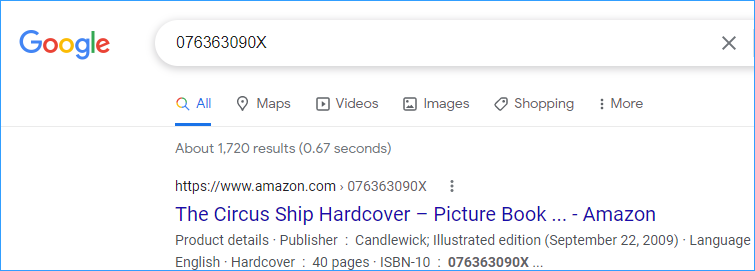 Google
076363090X
All Maps Videos Images Shopping More
About 1,720 results (0.67 seconds)
https://www.amazon.com › 076363090X
The Circus Ship Hardcover – Picture Book ... - Amazon
Product details · Publisher ‏ : ‎ Candlewick; Illustrated edition (September 22, 2009) · Language
English · Hardcover ‏ : ‎ 40 pages · ISBN-10 ‏ : ‎ 076363090X ...